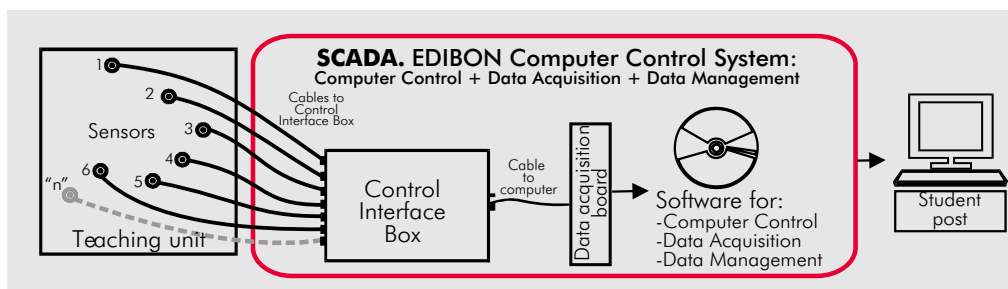 SCADA. EDIBON Computer Control System:
Computer Control + Data Acquisition + Data Management
1
2
3
4
5
6
"n"
Sensors
Teaching unit
Cables to
Control
Interface Box
Control
Interface
Box
Cable
to
computer
Data acquisition
board
Software for:
-Computer Control
-Data Acquisition
-Data Management
Student
post